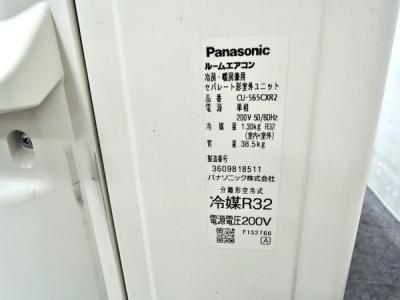 Panasonic
ルームエアコン
冷房・暖房兼用
セパレート形室外ユニット
品番 CU-565CXR2
電源 単相
200V 50/60Hz
冷媒量 1.30kg R32
(室内+室外)
質量 38.5kg
製造番号
3609818511
パナソニック株式会社
分離形空冷式
冷媒R32
電源電圧200V
F132766
A